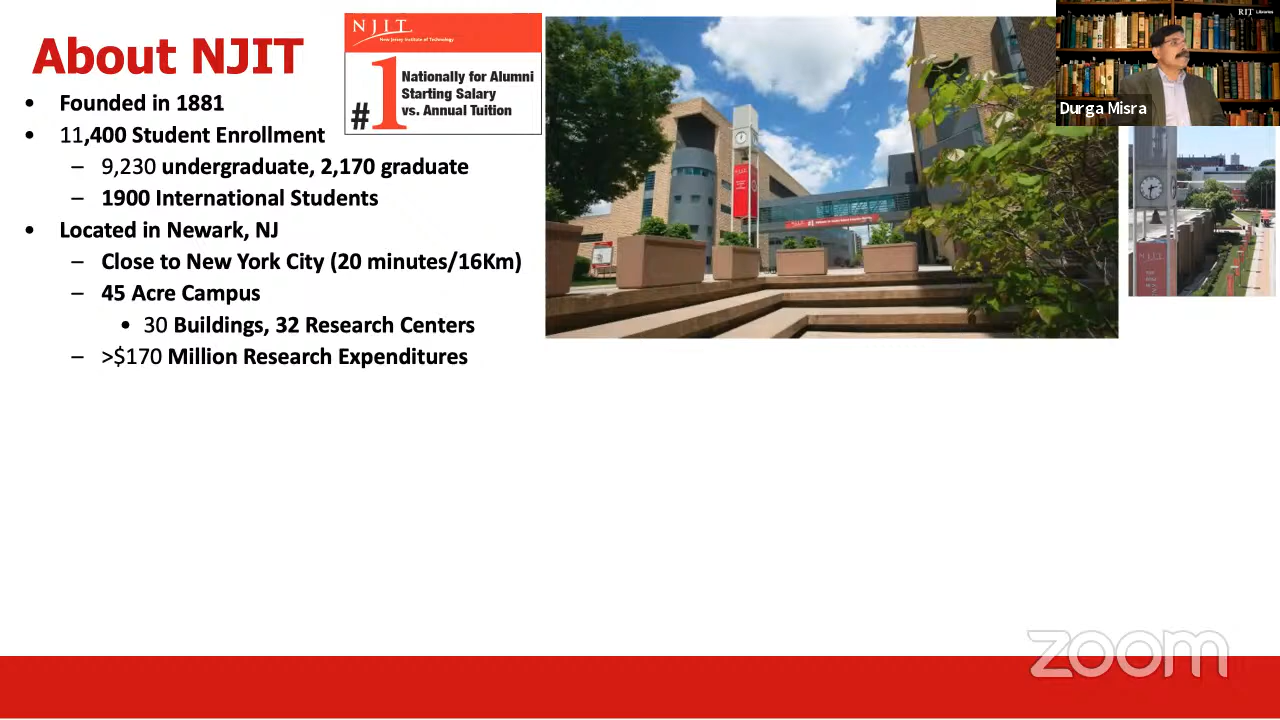 About NJIT
NJIT
New Jersey Institute of Technology
#1
Nationally for Alumni
Starting Salary
vs. Annual Tuition
• Founded in 1881
• 11,400 Student Enrollment
– 9,230 undergraduate, 2,170 graduate
– 1900 International Students
• Located in Newark, NJ
– Close to New York City (20 minutes/16Km)
– 45 Acre Campus
• 30 Buildings, 32 Research Centers
– >$170 Million Research Expenditures
RIT Libraries
Durga Misra
NJIT
zoom